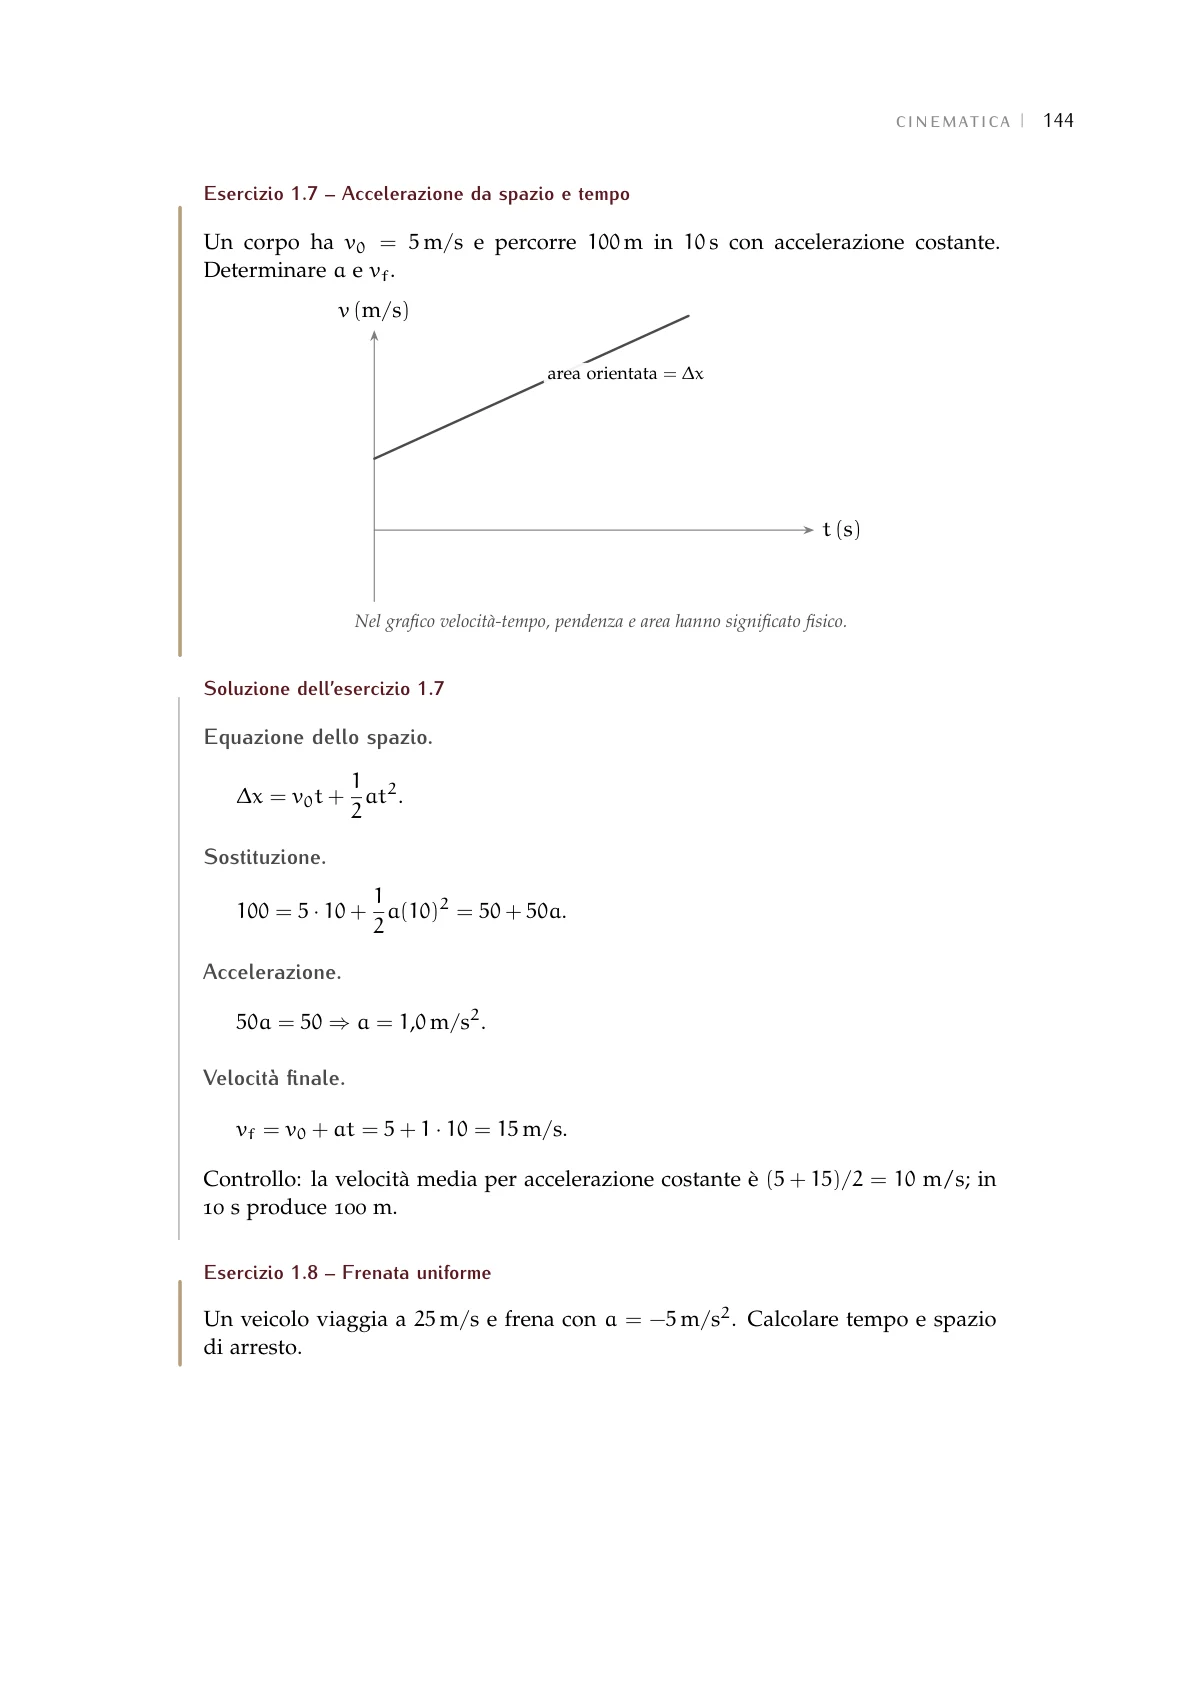 CINEMATICA | 144
Esercizio 1.7 – Accelerazione da spazio e tempo
Un corpo ha v₀ = 5 m/s e percorre 100 m in 10 s con accelerazione costante.
Determinare a e v_f.
v (m/s)
area orientata = Δx
t (s)
Nel grafico velocità-tempo, pendenza e area hanno significato fisico.
Soluzione dell'esercizio 1.7
Equazione dello spazio.
Δx = v₀t + 1/2 at².
Sostituzione.
100 = 5 · 10 + 1/2 a(10)² = 50 + 50a.
Accelerazione.
50a = 50 ⇒ a = 1,0 m/s².
Velocità finale.
v_f = v₀ + at = 5 + 1 · 10 = 15 m/s.
Controllo: la velocità media per accelerazione costante è (5 + 15)/2 = 10 m/s; in
10 s produce 100 m.
Esercizio 1.8 – Frenata uniforme
Un veicolo viaggia a 25 m/s e frena con a = −5 m/s². Calcolare tempo e spazio
di arresto.